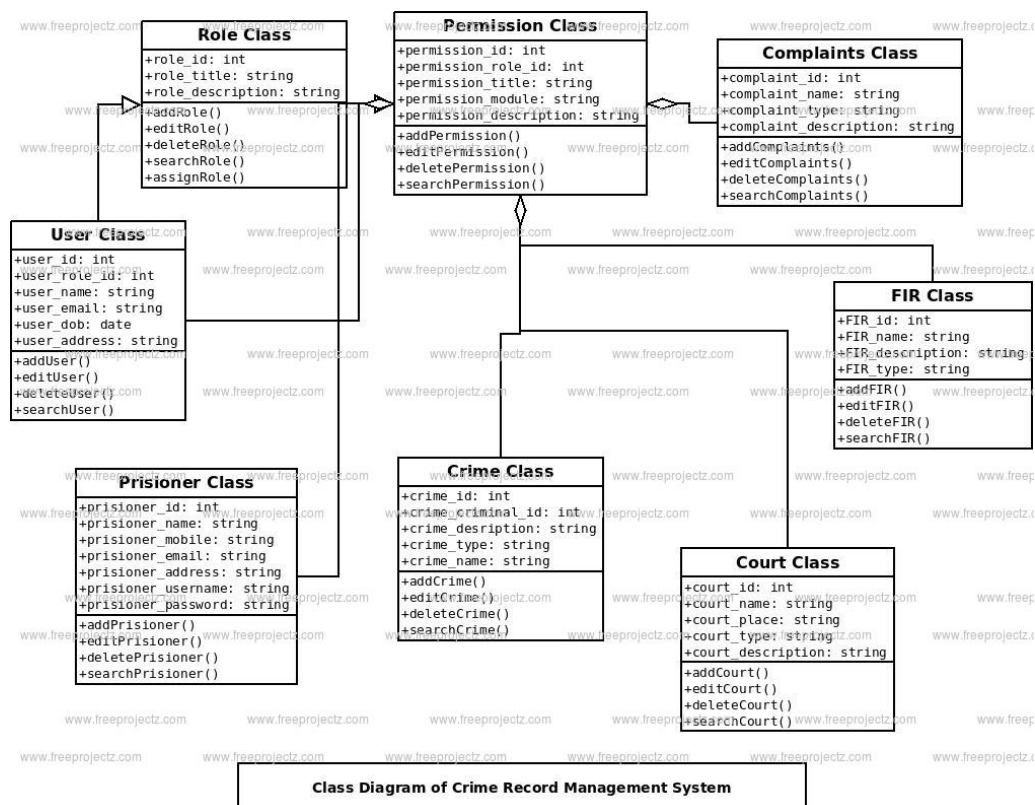 Role Class
+role_id: int
+role_title: string
+role_description: string
+addRole()
+editRole()
+deleteRole()
+searchRole()
+assignRole()
Permission Class
+permission_id: int
+permission_role_id: int
+permission_title: string
+permission_module: string
+permission_description: string
+addPermission()
+editPermission()
+deletePermission()
+searchPermission()
Complaints Class
+complaint_id: int
+complaint_name: string
+complaint_type: string
+complaint_description: string
+addComplaints()
+editComplaints()
+deleteComplaints()
+searchComplaints()
User Class
+user_id: int
+user_role_id: int
+user_name: string
+user_email: string
+user_dob: date
+user_address: string
+addUser()
+editUser()
+deleteUser()
+searchUser()
FIR Class
+FIR_id: int
+FIR_name: string
+FIR_description: string
+FIR_type: string
+addFIR()
+editFIR()
+deleteFIR()
+searchFIR()
Prisioner Class
+prisioner_id: int
+prisioner_name: string
+prisioner_mobile: string
+prisioner_email: string
+prisioner_address: string
+prisioner_username: string
+prisioner_password: string
+addPrisioner()
+editPrisioner()
+deletePrisioner()
+searchPrisioner()
Crime Class
+crime_id: int
+crime_criminal_id: int
+crime_desription: string
+crime_type: string
+crime_name: string
+addCrime()
+editCrime()
+deleteCrime()
+searchCrime()
Court Class
+court_id: int
+court_name: string
+court_place: string
+court_type: string
+court_description: string
+addCourt()
+editCourt()
+deleteCourt()
+searchCourt()
Class Diagram of Crime Record Management System
www.freeprojectz.com